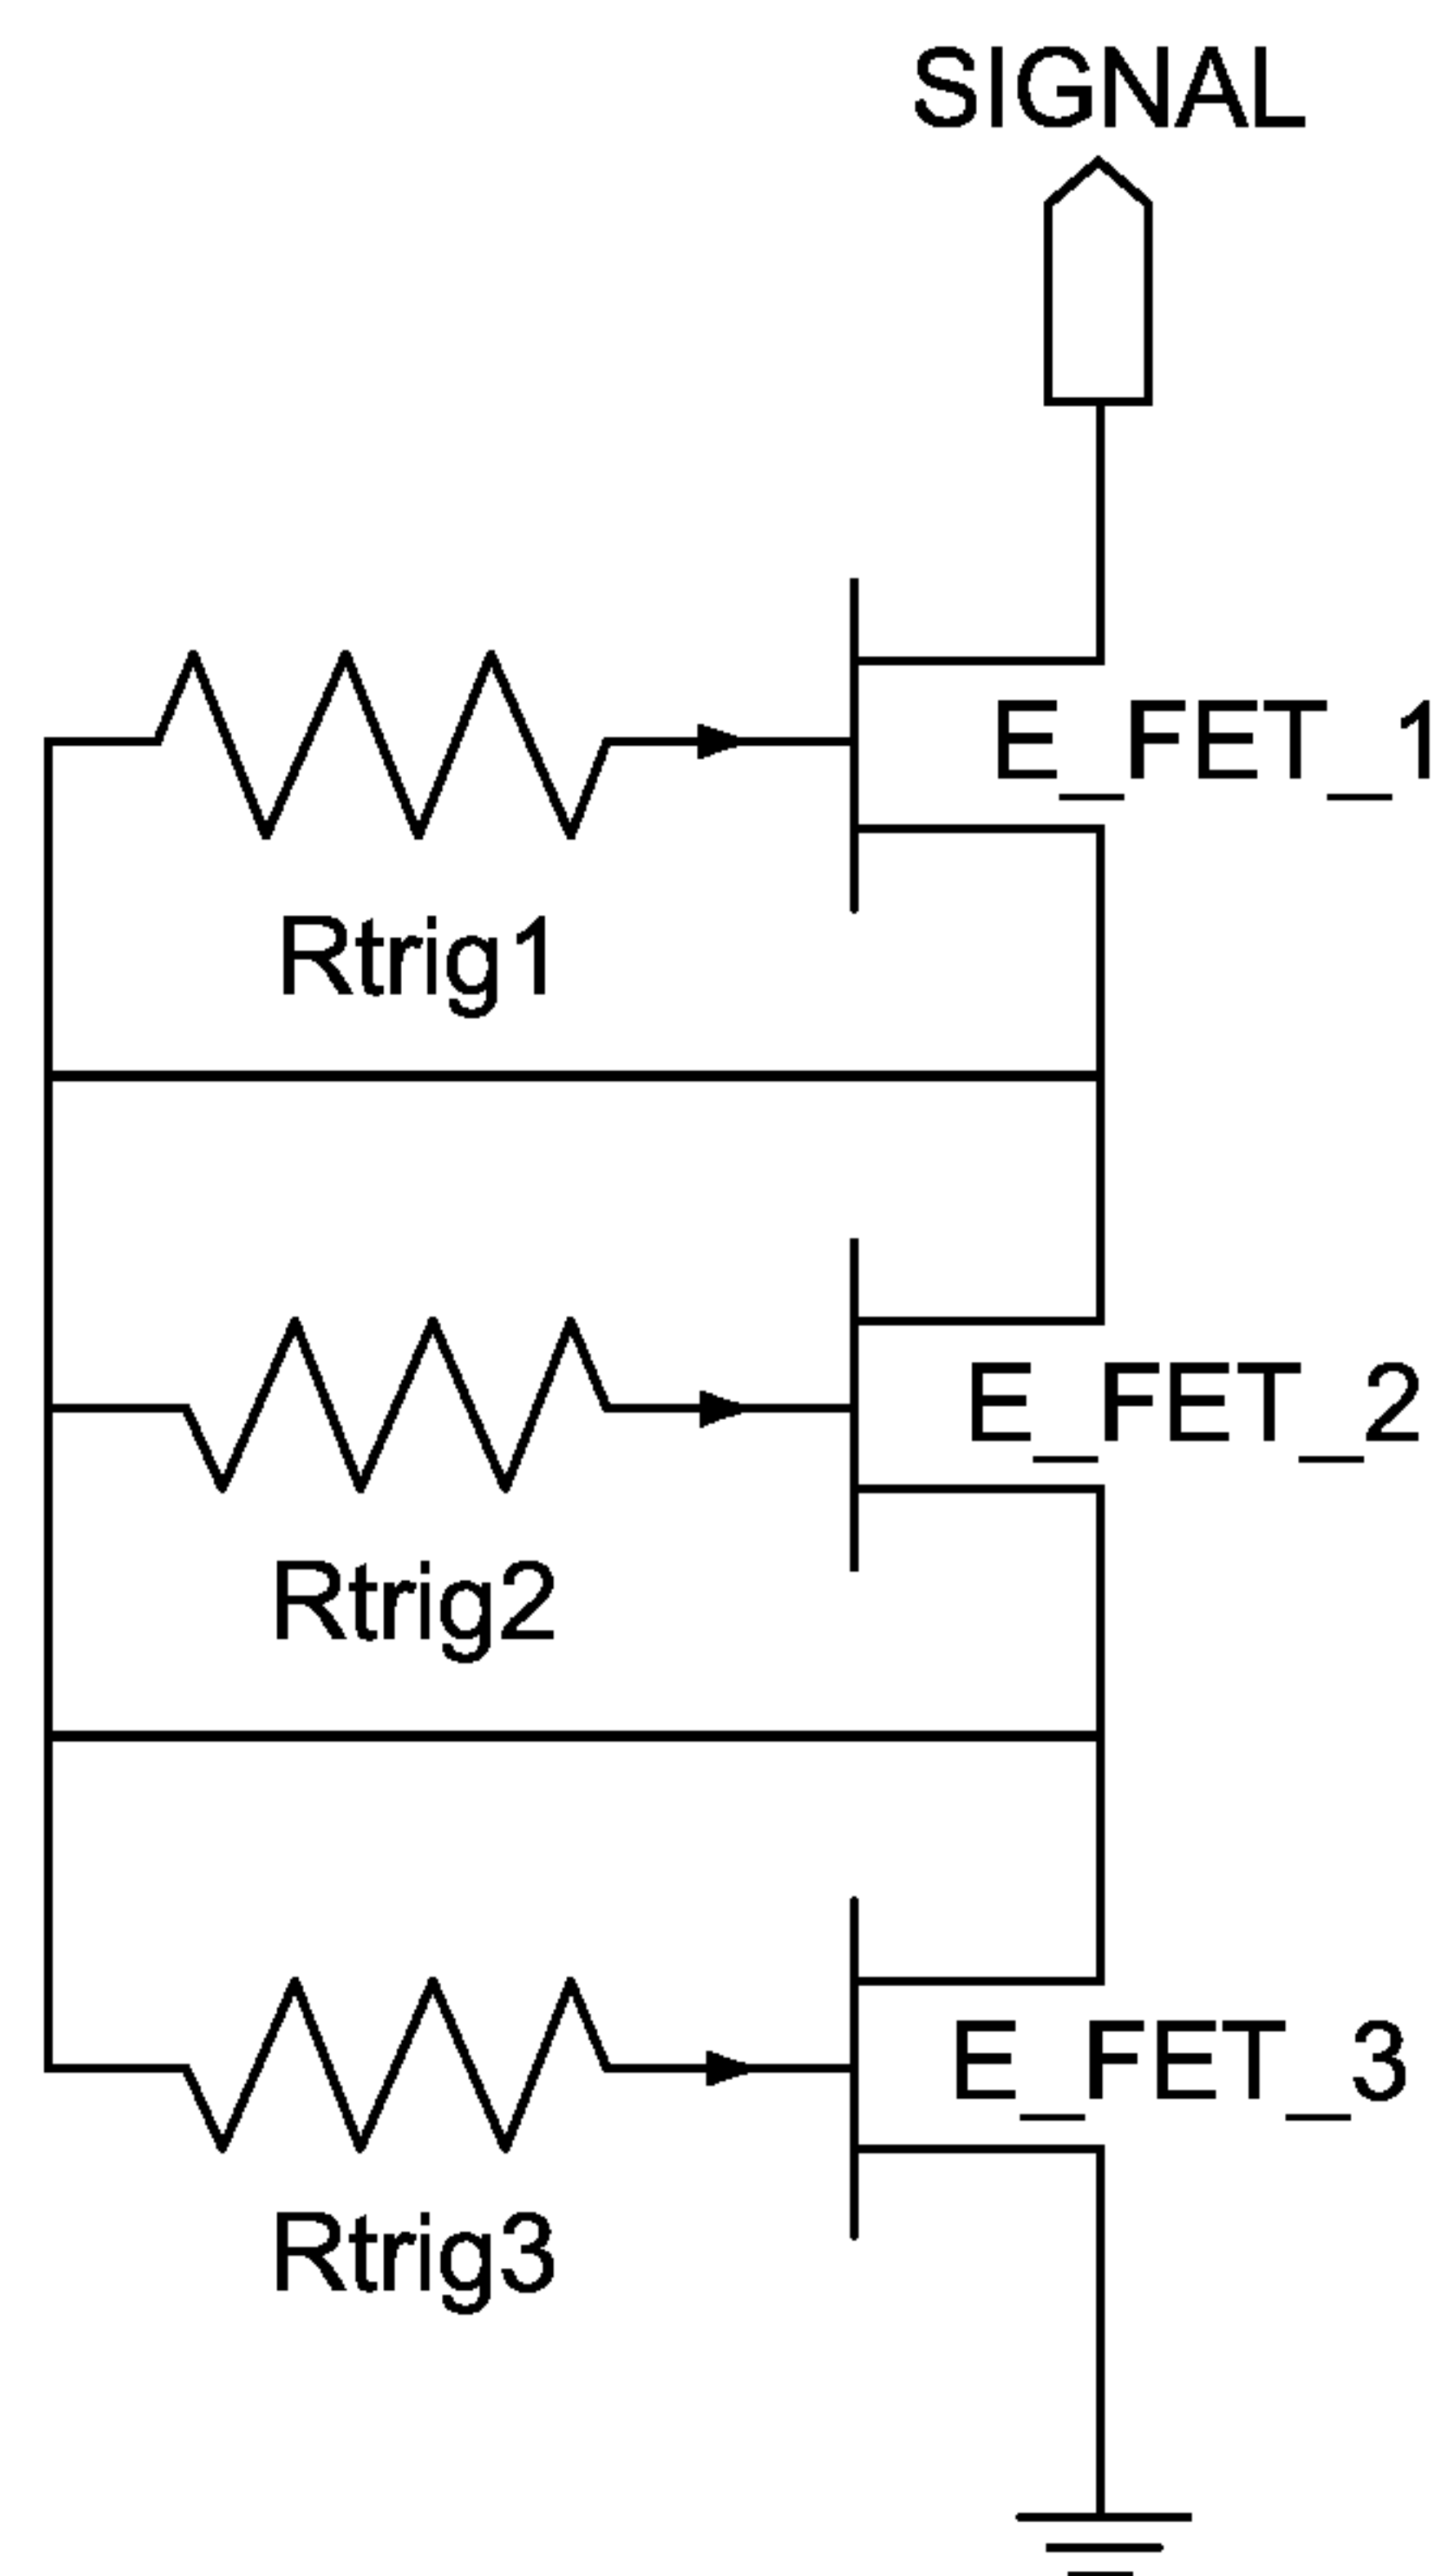 SIGNAL
E_FET_1
Rtrig1
E_FET_2
Rtrig2
E_FET_3
Rtrig3